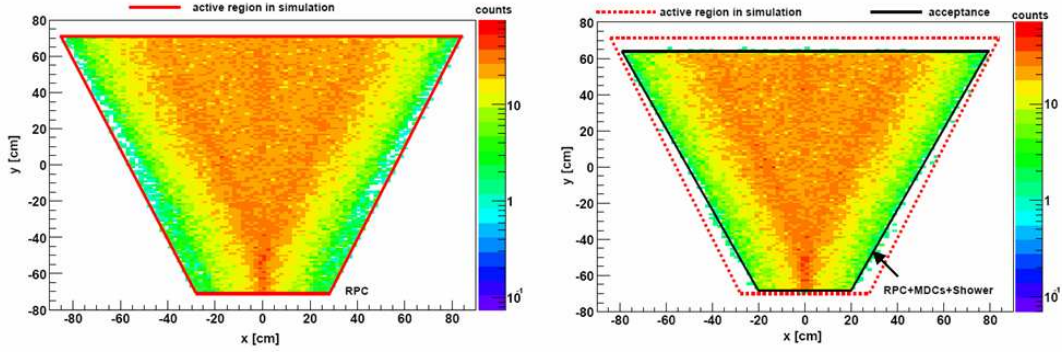 active region in simulation
counts
80
60
40
20
0
-20
-40
-60
-80
y [cm]
-80 -60 -40 -20 0 20 40 60 80
x [cm]
RPC
10
1
10⁻¹
active region in simulation
acceptance
counts
80
60
40
20
0
-20
-40
-60
-80
y [cm]
-80 -60 -40 -20 0 20 40 60 80
x [cm]
RPC+MDCs+Shower
10
1
10⁻¹